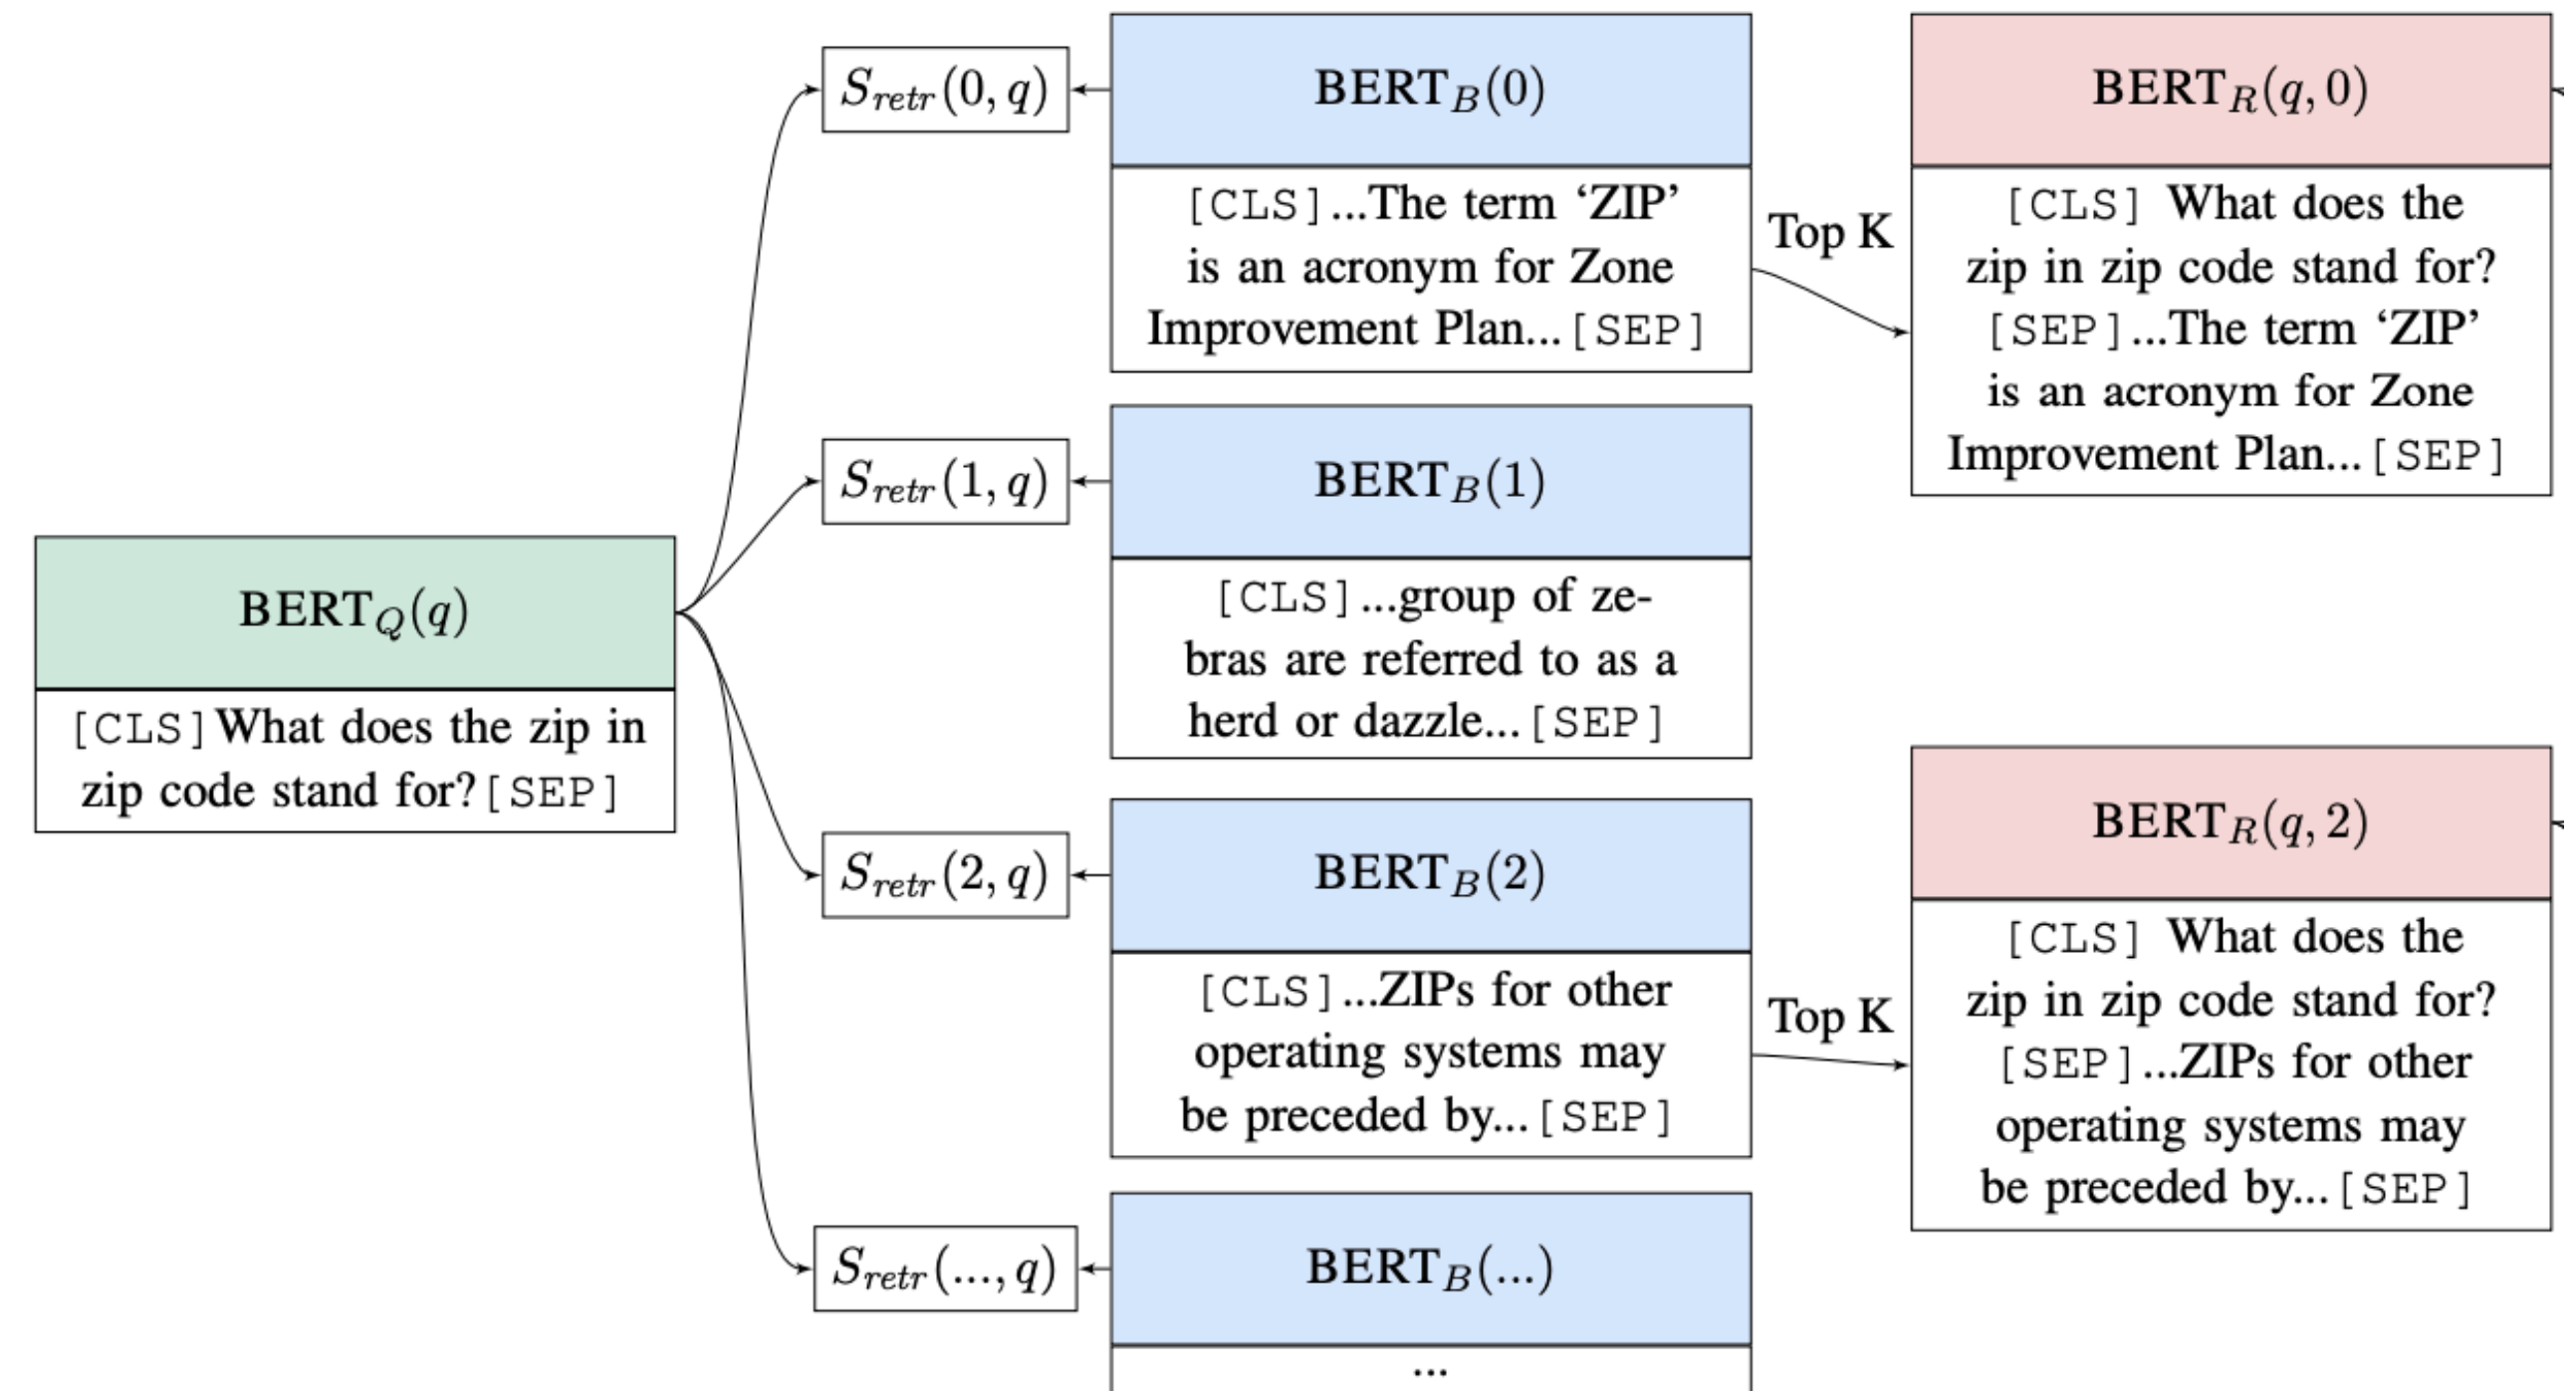 BERT_Q(q)
[CLS]What does the zip in
zip code stand for?[SEP]
S_retr(0, q)
S_retr(1, q)
S_retr(2, q)
S_retr(..., q)
BERT_B(0)
[CLS]...The term ‘ZIP’
is an acronym for Zone
Improvement Plan...[SEP]
BERT_B(1)
[CLS]...group of ze-
bras are referred to as a
herd or dazzle...[SEP]
BERT_B(2)
[CLS]...ZIPs for other
operating systems may
be preceded by...[SEP]
BERT_B(...)
...
Top K
Top K
BERT_R(q, 0)
[CLS] What does the
zip in zip code stand for?
[SEP]...The term ‘ZIP’
is an acronym for Zone
Improvement Plan...[SEP]
BERT_R(q, 2)
[CLS] What does the
zip in zip code stand for?
[SEP]...ZIPs for other
operating systems may
be preceded by...[SEP]